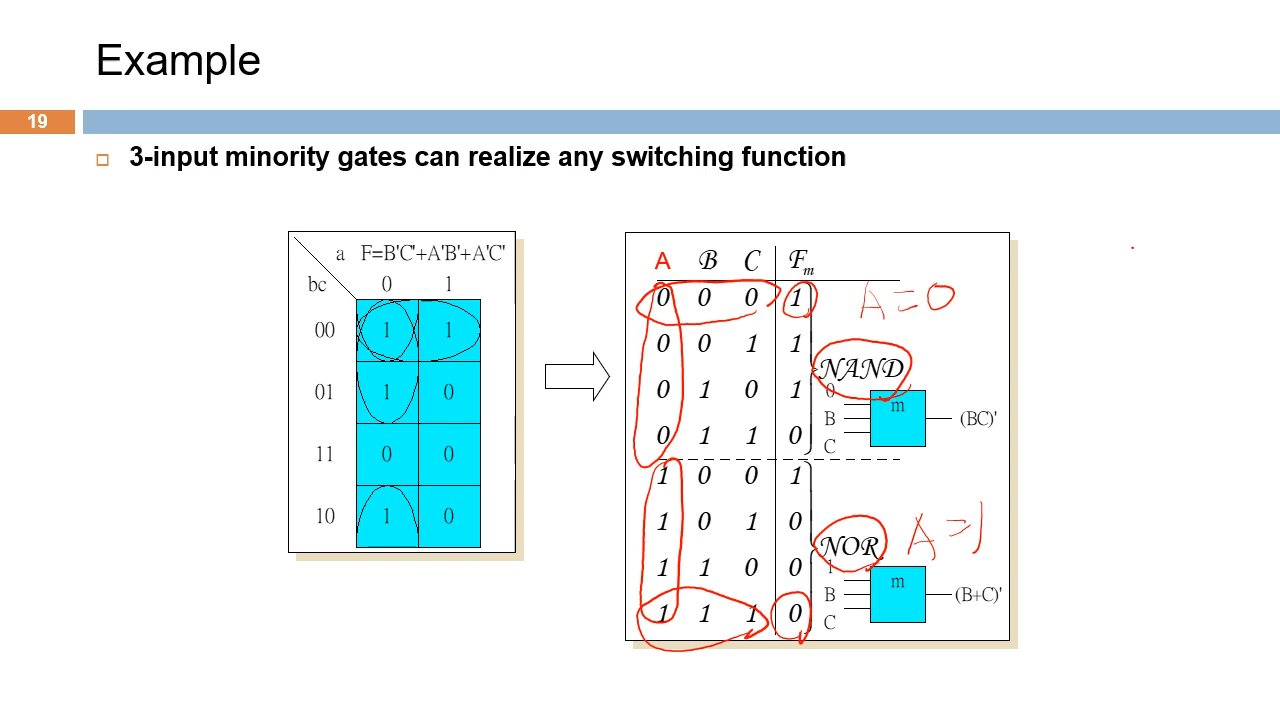 Example
19
3-input minority gates can realize any switching function
a F=B'C'+A'B'+A'C'
bc 0 1
00 1 1
01 1 0
11 0 0
10 1 0
A B C Fm
0 0 0 1 A=0
0 0 1 1
NAND
0 1 0 1
0
m
B (BC)'
C
0 1 1 0
1 0 0 1
1 0 1 0
A=1
NOR
1 1 0 0
1
m
B (B+C)'
C
1 1 1 0